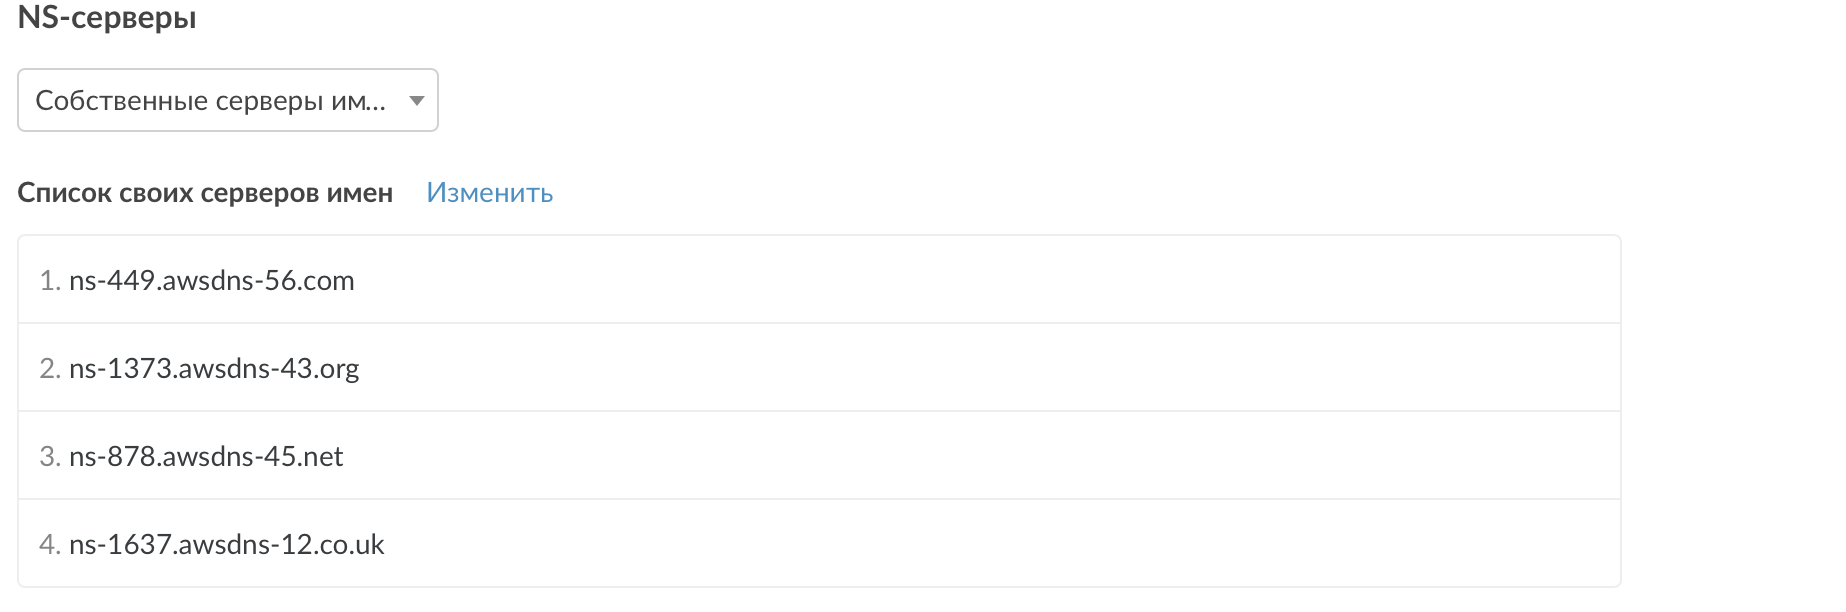 NS-серверы
Собственные серверы им...
Список своих серверов имен Изменить
1. ns-449.awsdns-56.com
2. ns-1373.awsdns-43.org
3. ns-878.awsdns-45.net
4. ns-1637.awsdns-12.co.uk